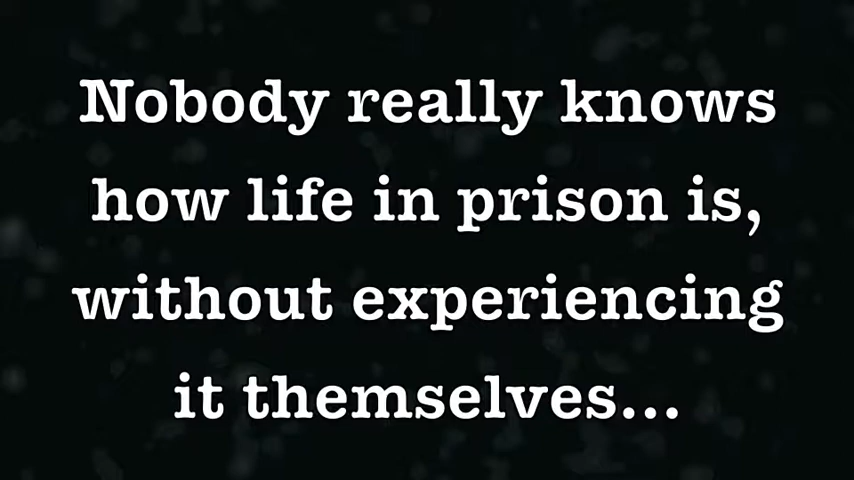 Nobody really knows
how life in prison is,
without experiencing
it themselves...